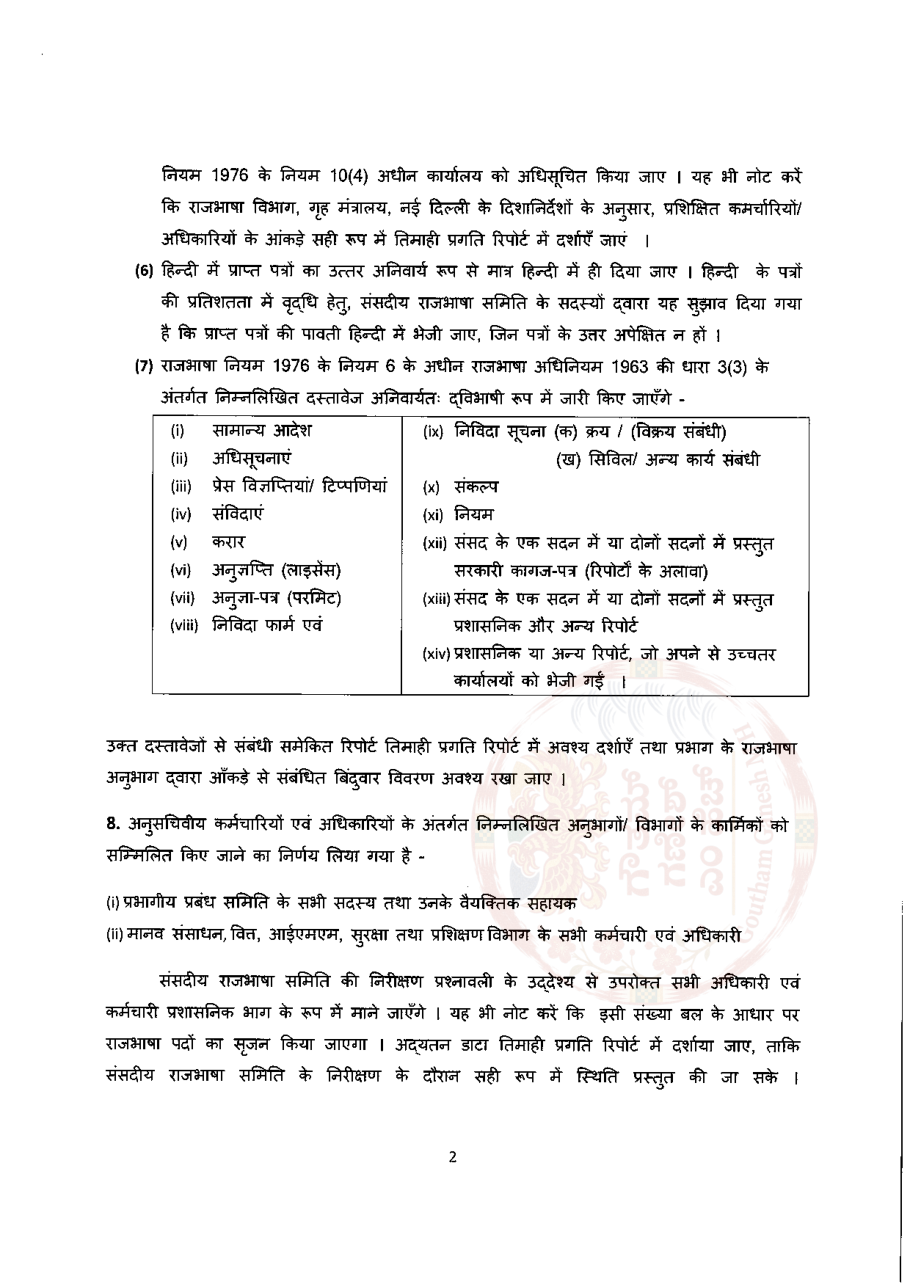 नियम 1976 के नियम 10(4) अधीन कार्यालय को अधिसूचित किया जाए । यह भी नोट करें
कि राजभाषा विभाग, गृह मंत्रालय, नई दिल्ली के दिशानिर्देशों के अनुसार, प्रशिक्षित कमर्चारियों/
अधिकारियों के आंकड़े सही रूप में तिमाही प्रगति रिपोर्ट में दर्शाएँ जाएं ।
(6) हिन्दी में प्राप्त पत्रों का उत्तर अनिवार्य रूप से मात्र हिन्दी में ही दिया जाए । हिन्दी के पत्रों
की प्रतिशतता में वृद्धि हेतु, संसदीय राजभाषा समिति के सदस्यों द्वारा यह सुझाव दिया गया
है कि प्राप्त पत्रों की पावती हिन्दी में भेजी जाए, जिन पत्रों के उत्तर अपेक्षित न हों ।
(7) राजभाषा नियम 1976 के नियम 6 के अधीन राजभाषा अधिनियम 1963 की धारा 3(3) के
अंतर्गत निम्नलिखित दस्तावेज अनिवार्यतः द्विभाषी रूप में जारी किए जाएँगे -
(i) सामान्य आदेश
(ii) अधिसूचनाएं
(iii) प्रेस विज्ञप्तियां/ टिप्पणियां
(iv) संविदाएं
(v) करार
(vi) अनुज्ञप्ति (लाइसेंस)
(vii) अनुज्ञा-पत्र (परमिट)
(viii) निविदा फार्म एवं
(ix) निविदा सूचना (क) क्रय / (विक्रय संबंधी)
(ख) सिविल/ अन्य कार्य संबंधी
(x) संकल्प
(xi) नियम
(xii) संसद के एक सदन में या दोनों सदनों में प्रस्तुत
सरकारी कागज-पत्र (रिपोर्टों के अलावा)
(xiii) संसद के एक सदन में या दोनों सदनों में प्रस्तुत
प्रशासनिक और अन्य रिपोर्ट
(xiv) प्रशासनिक या अन्य रिपोर्ट, जो अपने से उच्चतर
कार्यालयों को भेजी गईं ।
उक्त दस्तावेजों से संबंधी समेकित रिपोर्ट तिमाही प्रगति रिपोर्ट में अवश्य दर्शाएँ तथा प्रभाग के राजभाषा
अनुभाग द्वारा आँकड़े से संबंधित बिंदुवार विवरण अवश्य रखा जाए ।
8. अनुसचिवीय कर्मचारियों एवं अधिकारियों के अंतर्गत निम्नलिखित अनुभागों/ विभागों के कार्मिकों को
सम्मिलित किए जाने का निर्णय लिया गया है -
(i) प्रभागीय प्रबंध समिति के सभी सदस्य तथा उनके वैयक्तिक सहायक
(ii) मानव संसाधन, वित्त, आईएमएम, सुरक्षा तथा प्रशिक्षण विभाग के सभी कर्मचारी एवं अधिकारी
संसदीय राजभाषा समिति की निरीक्षण प्रश्नावली के उद्देश्य से उपरोक्त सभी अधिकारी एवं
कर्मचारी प्रशासनिक भाग के रूप में माने जाएँगे । यह भी नोट करें कि इसी संख्या बल के आधार पर
राजभाषा पदों का सृजन किया जाएगा । अद्यतन डाटा तिमाही प्रगति रिपोर्ट में दर्शाया जाए, ताकि
संसदीय राजभाषा समिति के निरीक्षण के दौरान सही रूप में स्थिति प्रस्तुत की जा सके ।
2